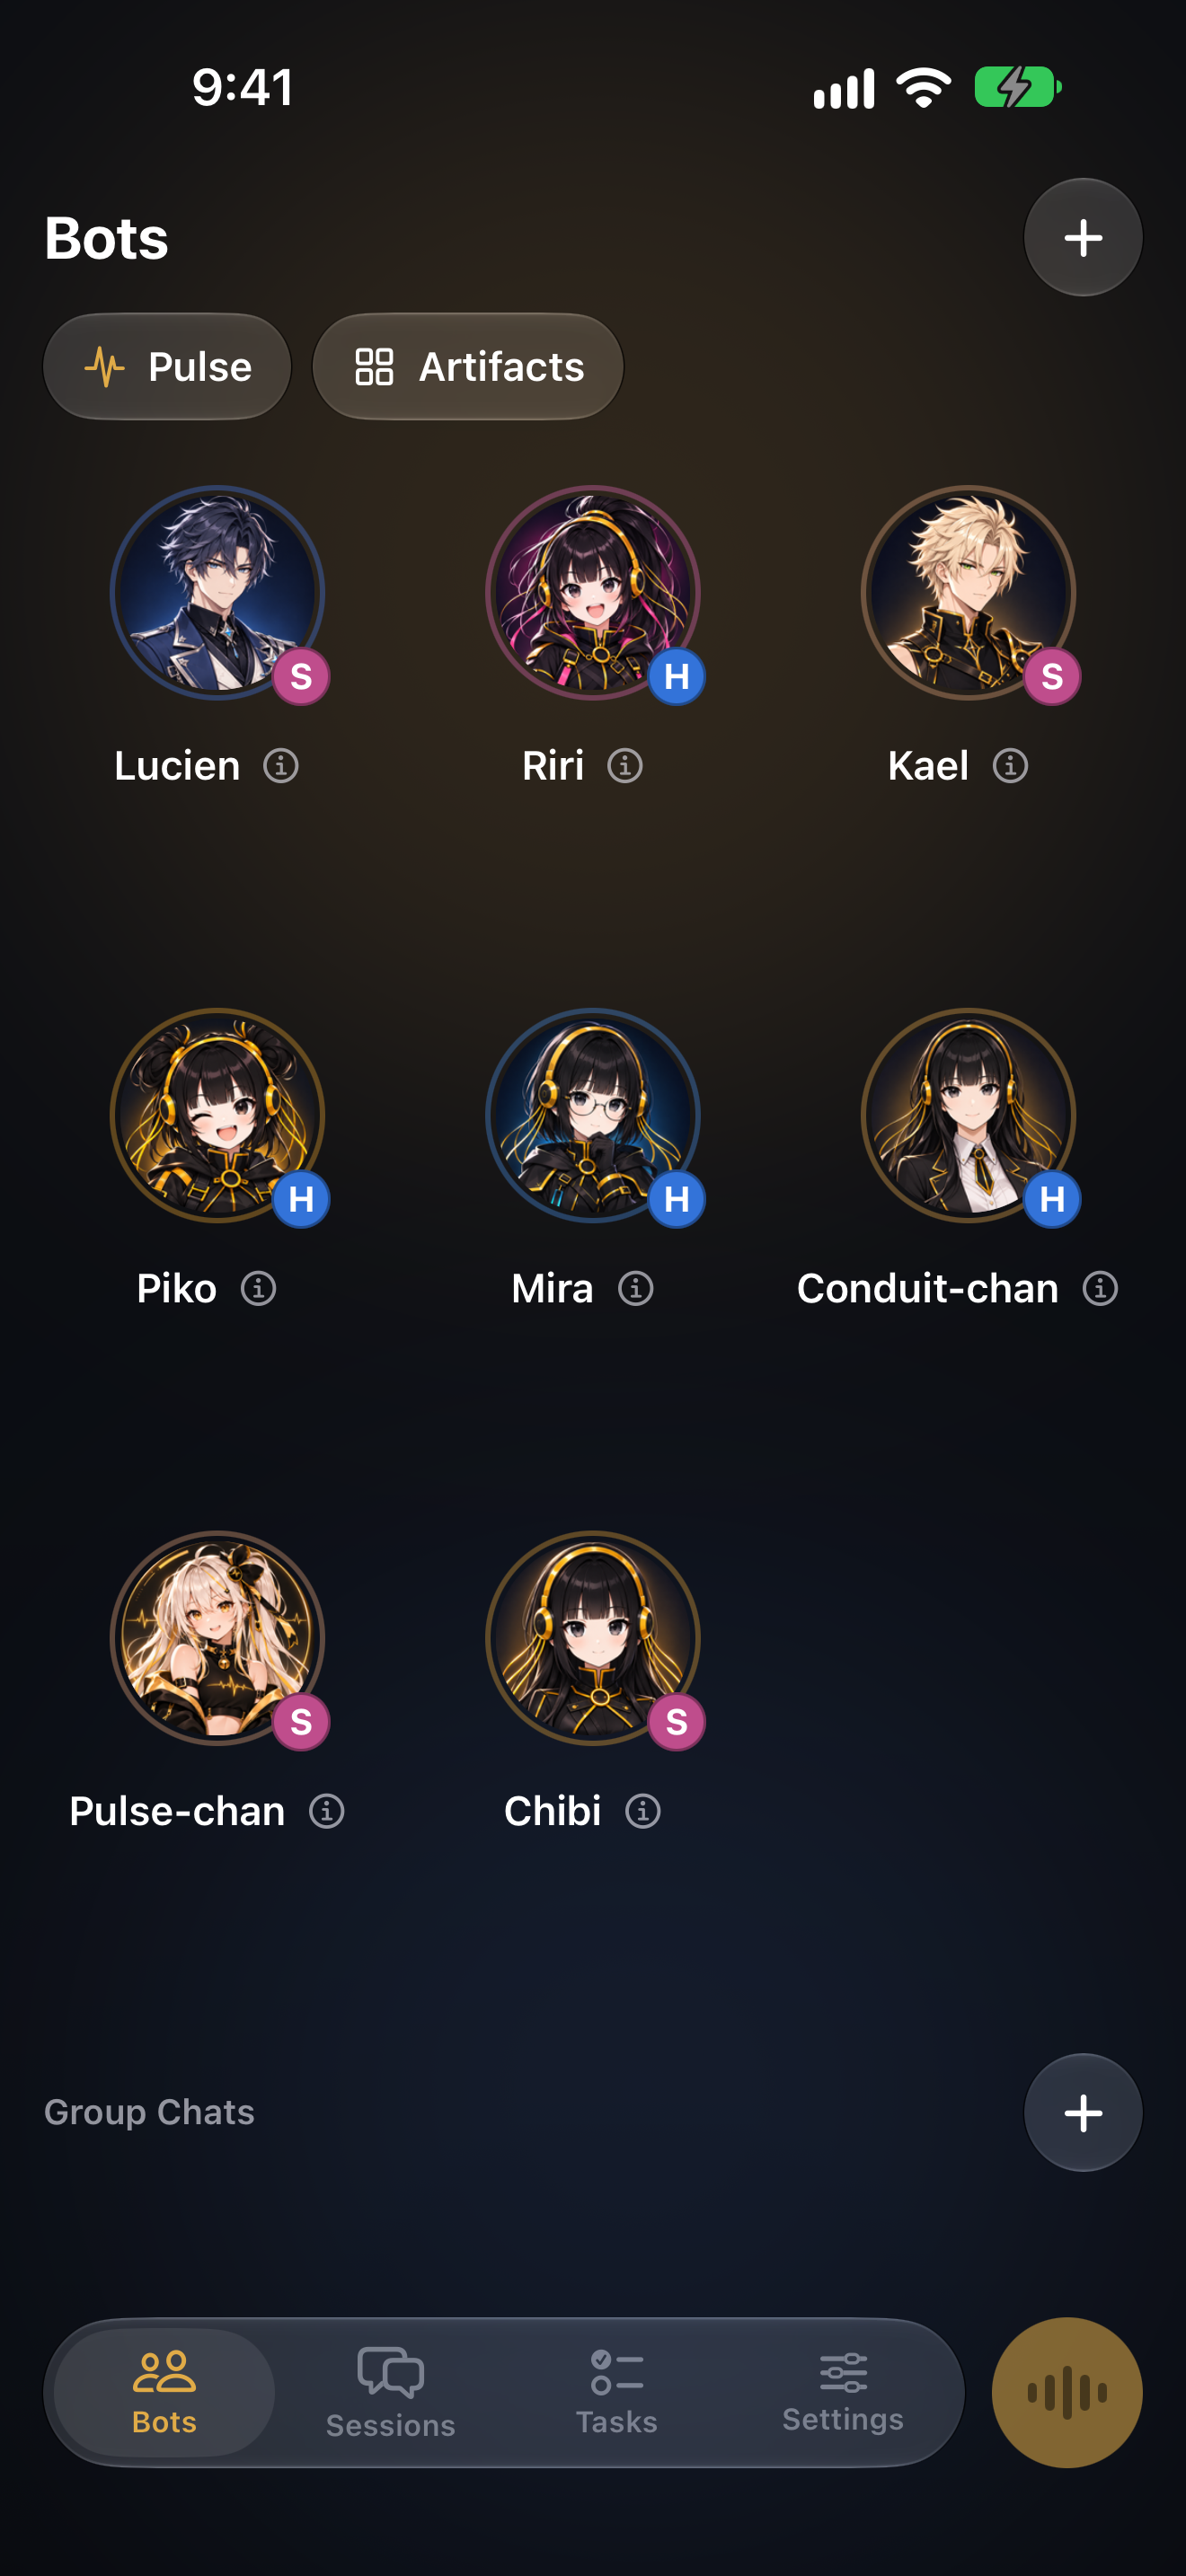 9:41
Bots
Pulse
Artifacts
S
H
S
Lucien
Riri
Kael
H
H
H
Piko
Mira
Conduit-chan
S
S
Pulse-chan
Chibi
Group Chats
Bots
Sessions
Tasks
Settings